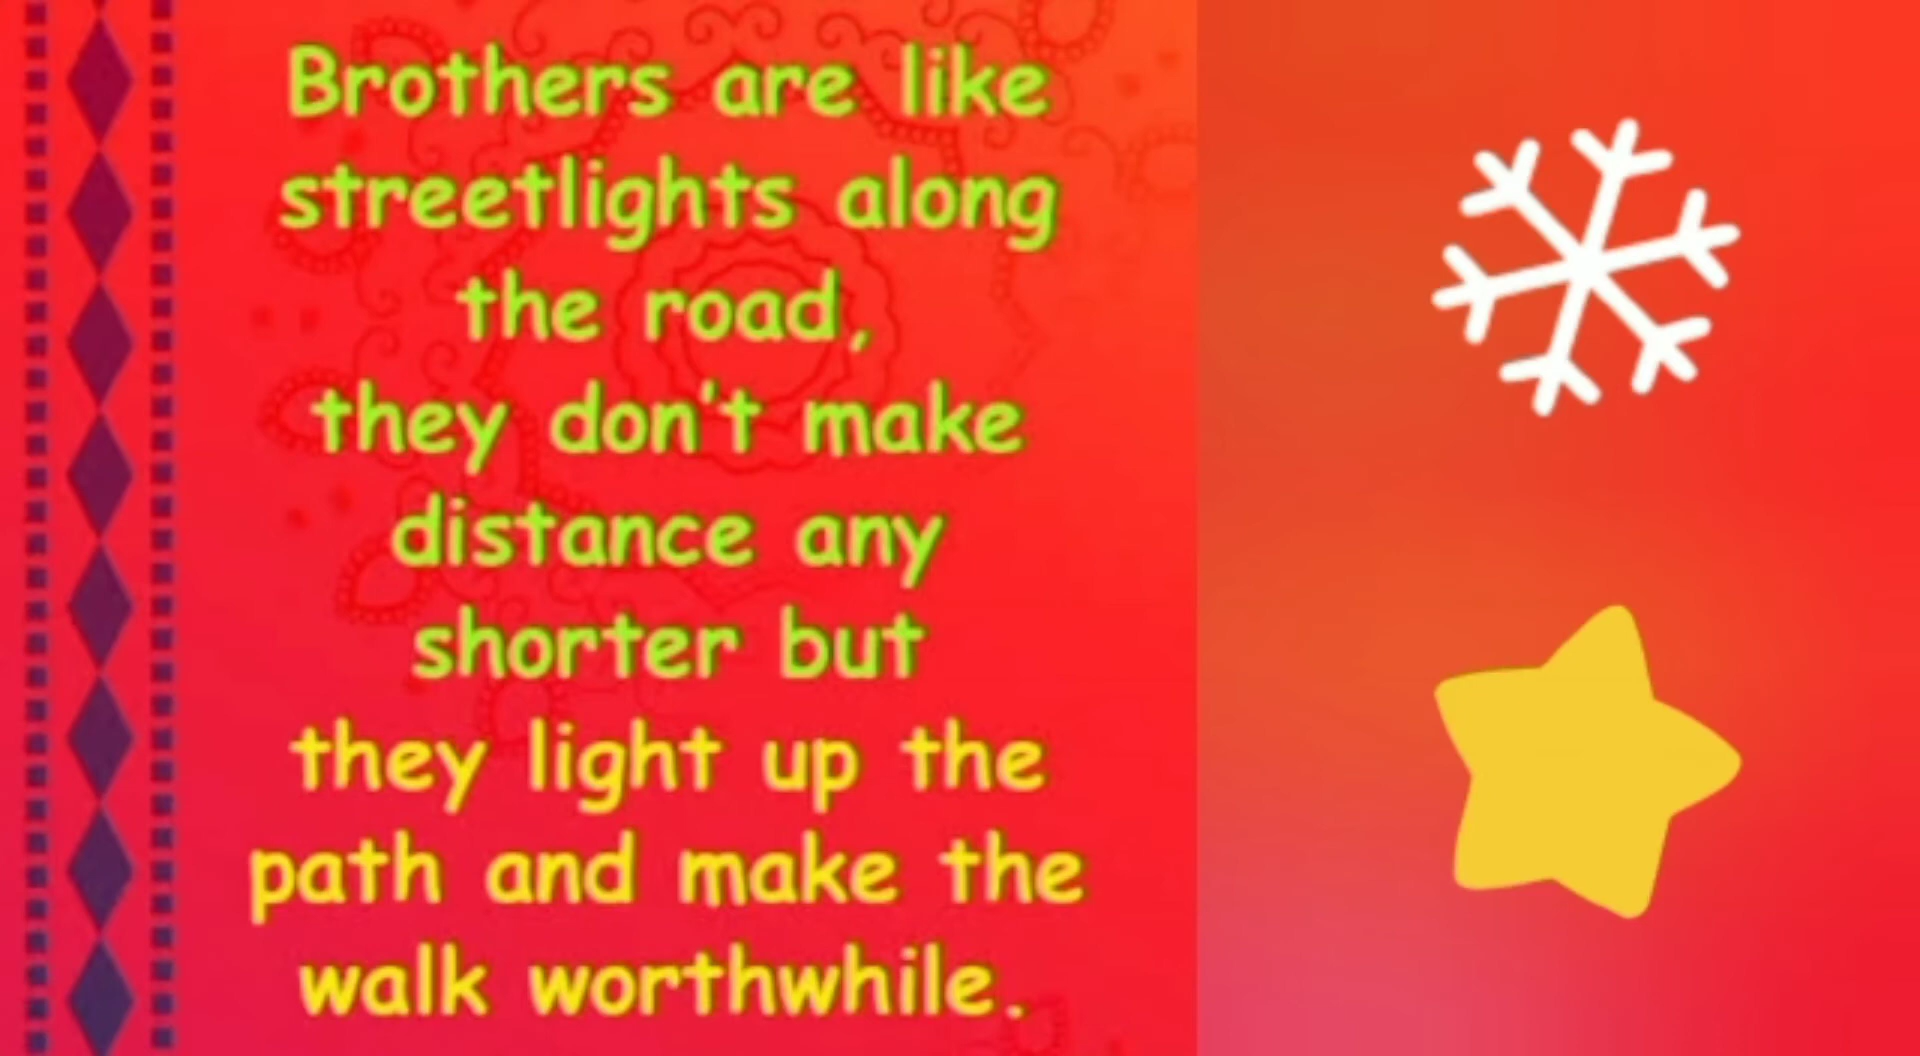 Brothers are like
streetlights along
the road,
they don't make
distance any
shorter but
they light up the
path and make the
walk worthwhile.